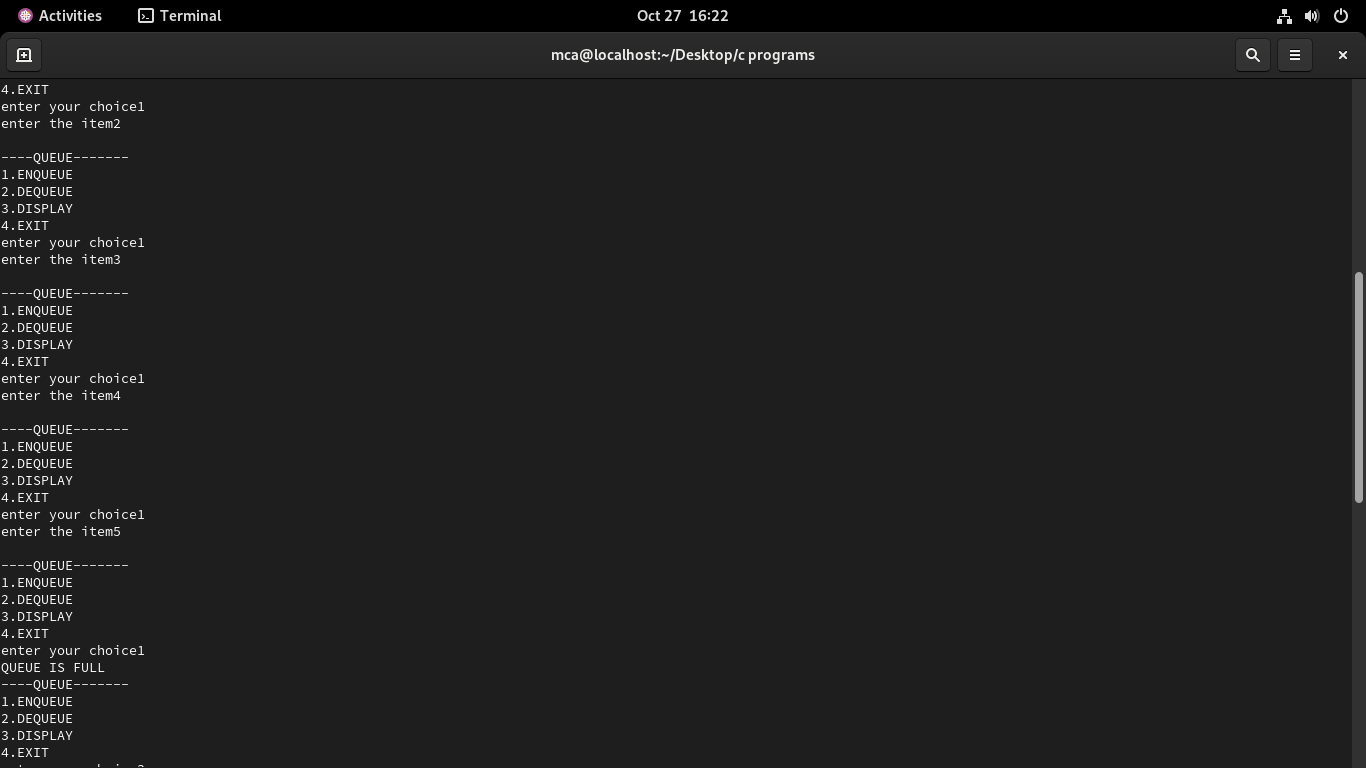 Activities Terminal Oct 27 16:22
mca@localhost:~/Desktop/c programs
4.EXIT
enter your choice1
enter the item2
----QUEUE-------
1.ENQUEUE
2.DEQUEUE
3.DISPLAY
4.EXIT
enter your choice1
enter the item3
----QUEUE-------
1.ENQUEUE
2.DEQUEUE
3.DISPLAY
4.EXIT
enter your choice1
enter the item4
----QUEUE-------
1.ENQUEUE
2.DEQUEUE
3.DISPLAY
4.EXIT
enter your choice1
enter the item5
----QUEUE-------
1.ENQUEUE
2.DEQUEUE
3.DISPLAY
4.EXIT
enter your choice1
QUEUE IS FULL
----QUEUE-------
1.ENQUEUE
2.DEQUEUE
3.DISPLAY
4.EXIT